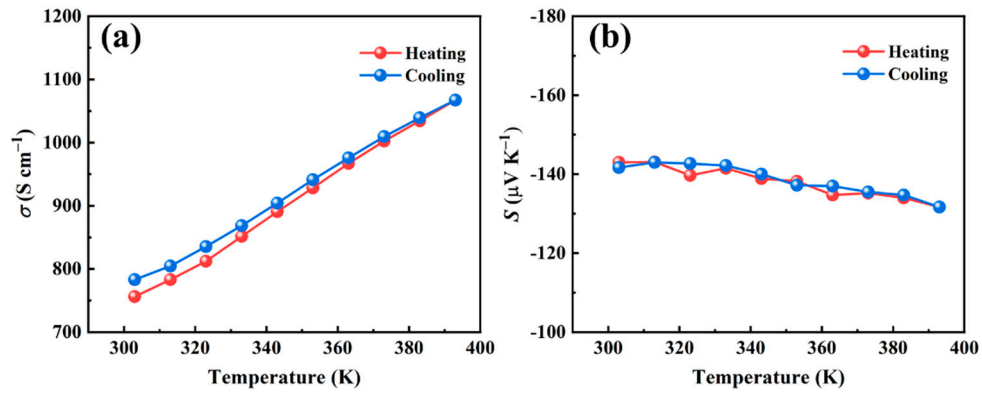 (a)
Heating
Cooling
σ (S cm⁻¹)
1200
1100
1000
900
800
700
300 320 340 360 380 400
Temperature (K)
(b)
Heating
Cooling
S (μV K⁻¹)
-180
-160
-140
-120
-100
300 320 340 360 380 400
Temperature (K)